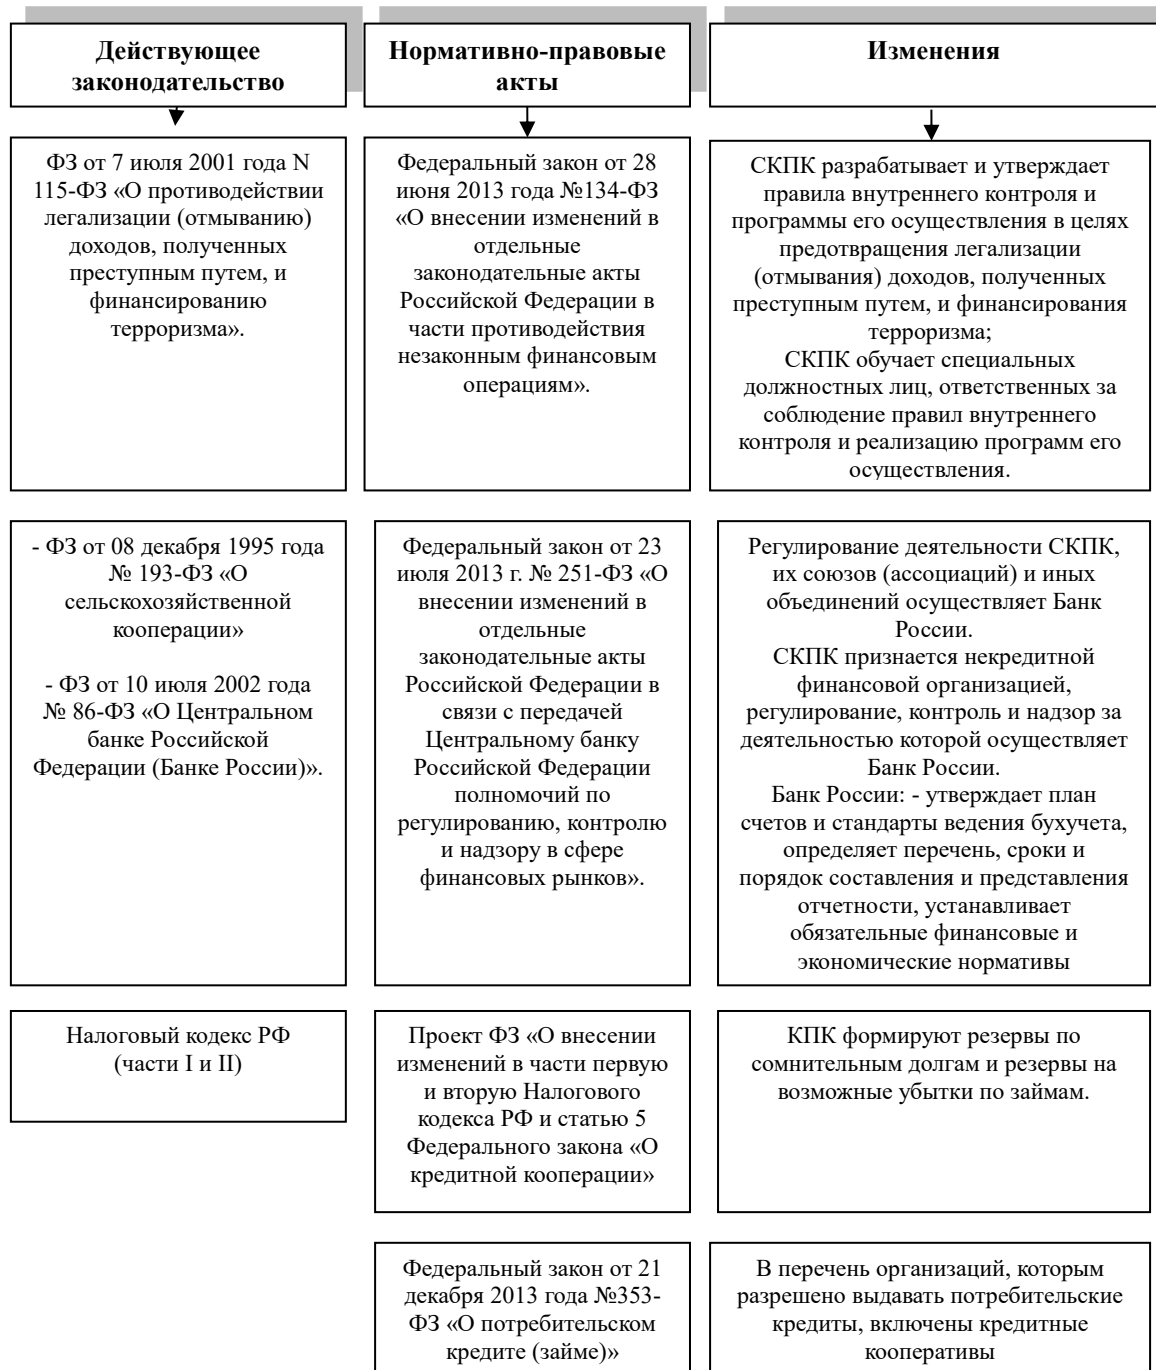 Действующее
законодательство
Нормативно-правовые
акты
Изменения
ФЗ от 7 июля 2001 года N
115-ФЗ «О противодействии
легализации (отмыванию)
доходов, полученных
преступным путем, и
финансированию
терроризма».
Федеральный закон от 28
июня 2013 года №134-ФЗ
«О внесении изменений в
отдельные
законодательные акты
Российской Федерации в
части противодействия
незаконным финансовым
операциям».
СКПК разрабатывает и утверждает
правила внутреннего контроля и
программы его осуществления в целях
предотвращения легализации
(отмывания) доходов, полученных
преступным путем, и финансирования
терроризма;
СКПК обучает специальных
должностных лиц, ответственных за
соблюдение правил внутреннего
контроля и реализацию программ его
осуществления.
- ФЗ от 08 декабря 1995 года
№ 193-ФЗ «О
сельскохозяйственной
кооперации»
- ФЗ от 10 июля 2002 года
№ 86-ФЗ «О Центральном
банке Российской
Федерации (Банке России)».
Федеральный закон от 23
июля 2013 г. № 251-ФЗ «О
внесении изменений в
отдельные
законодательные акты
Российской Федерации в
связи с передачей
Центральному банку
Российской Федерации
полномочий по
регулированию, контролю
и надзору в сфере
финансовых рынков».
Регулирование деятельности СКПК,
их союзов (ассоциаций) и иных
объединений осуществляет Банк
России.
СКПК признается некредитной
финансовой организацией,
регулирование, контроль и надзор за
деятельностью которой осуществляет
Банк России.
Банк России: - утверждает план
счетов и стандарты ведения бухучета,
определяет перечень, сроки и
порядок составления и представления
отчетности, устанавливает
обязательные финансовые и
экономические нормативы
Налоговый кодекс РФ
(части I и II)
Проект ФЗ «О внесении
изменений в части первую
и вторую Налогового
кодекса РФ и статью 5
Федерального закона «О
кредитной кооперации»
КПК формируют резервы по
сомнительным долгам и резервы на
возможные убытки по займам.
Федеральный закон от 21
декабря 2013 года №353-
ФЗ «О потребительском
кредите (займе)»
В перечень организаций, которым
разрешено выдавать потребительские
кредиты, включены кредитные
кооперативы